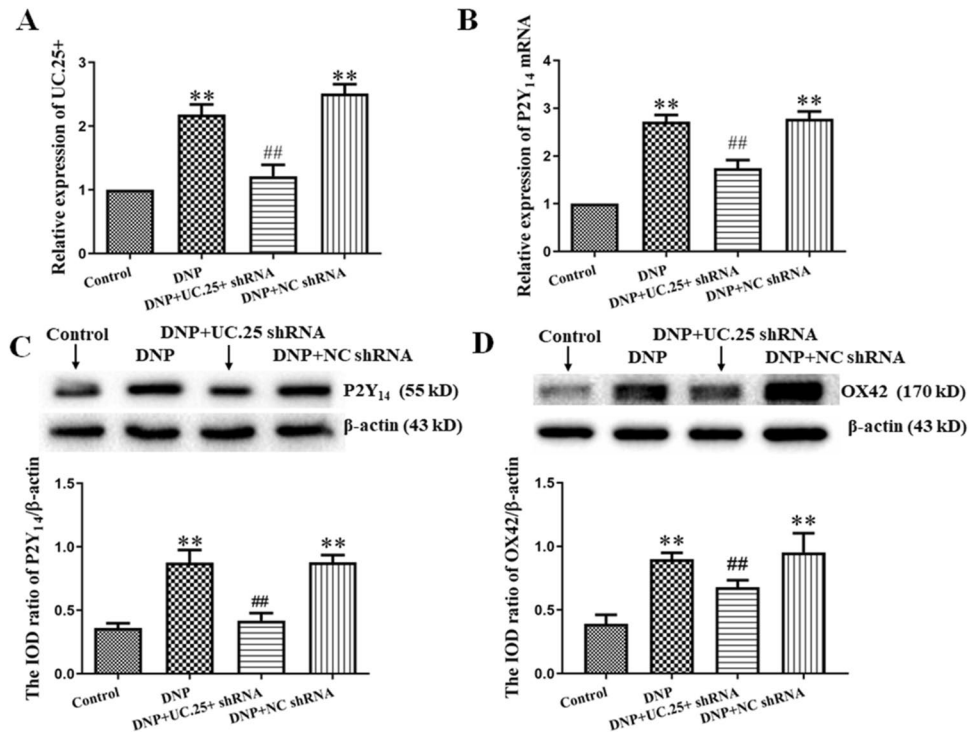 A
Relative expression of UC.25+
3
2
1
0
**
##
**
Control
DNP
DNP+UC.25+ shRNA
DNP+NC shRNA
B
Relative expression of P2Y₁₄ mRNA
4
3
2
1
0
**
##
**
Control
DNP
DNP+UC.25+ shRNA
DNP+NC shRNA
C
Control
DNP+UC.25 shRNA
DNP
DNP+NC shRNA
P2Y₁₄ (55 kD)
β-actin (43 kD)
The IOD ratio of P2Y₁₄/β-actin
1.5
1.0
0.5
0.0
**
##
**
Control
DNP
DNP+UC.25+ shRNA
DNP+NC shRNA
D
Control
DNP+UC.25 shRNA
DNP
DNP+NC shRNA
OX42 (170 kD)
β-actin (43 kD)
The IOD ratio of OX42/β-actin
1.5
1.0
0.5
0.0
**
##
**
Control
DNP
DNP+UC.25+ shRNA
DNP+NC shRNA